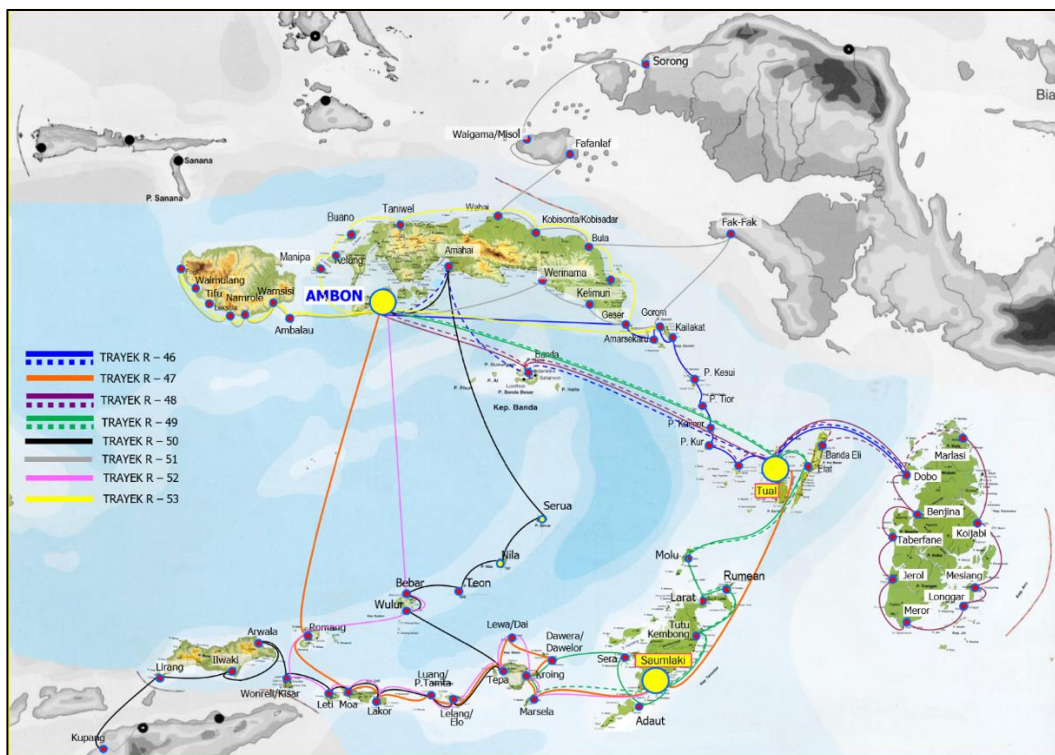 Sorong
Bia
Waigama/Misol
Fafanlaf
Sanana
P. Sanana
Fak-Fak
Buano
Taniwel
Wahai
Kobisonta/Kobisadar
Bula
Manipa
Kelang
Amahai
Werinama
Kelimuri
Waimulang
Tifu
Leksula
Namrole
Wamsisi
Ambalau
AMBON
Geser
Gorom
Kailakat
Amarsekaru
P. Kesui
P. Tior
P. Kaimer
P. Kur
Banda
Kep. Banda
TRAYEK R – 46
TRAYEK R – 47
TRAYEK R – 48
TRAYEK R – 49
TRAYEK R – 50
TRAYEK R – 51
TRAYEK R – 52
TRAYEK R – 53
Banda Eli
Elat
Tual
Marlasi
Dobo
Benjina
Koijabi
Taberfane
Jerol
Mesiang
Longgar
Meror
Serua
Nila
Teon
Bebar
Wulur
Molu
Rumean
Larat
Tutu
Kembong
Sera
Saumlaki
Adaut
Romang
Arwala
Ilwaki
Lirang
Kupang
Wonreli/Kisar
Leti
Moa
Lakor
Luang/
P.Tamta
Lelang/
Elo
Lewa/Dai
Tepa
Kroing
Dawera/
Dawelor
Marsela